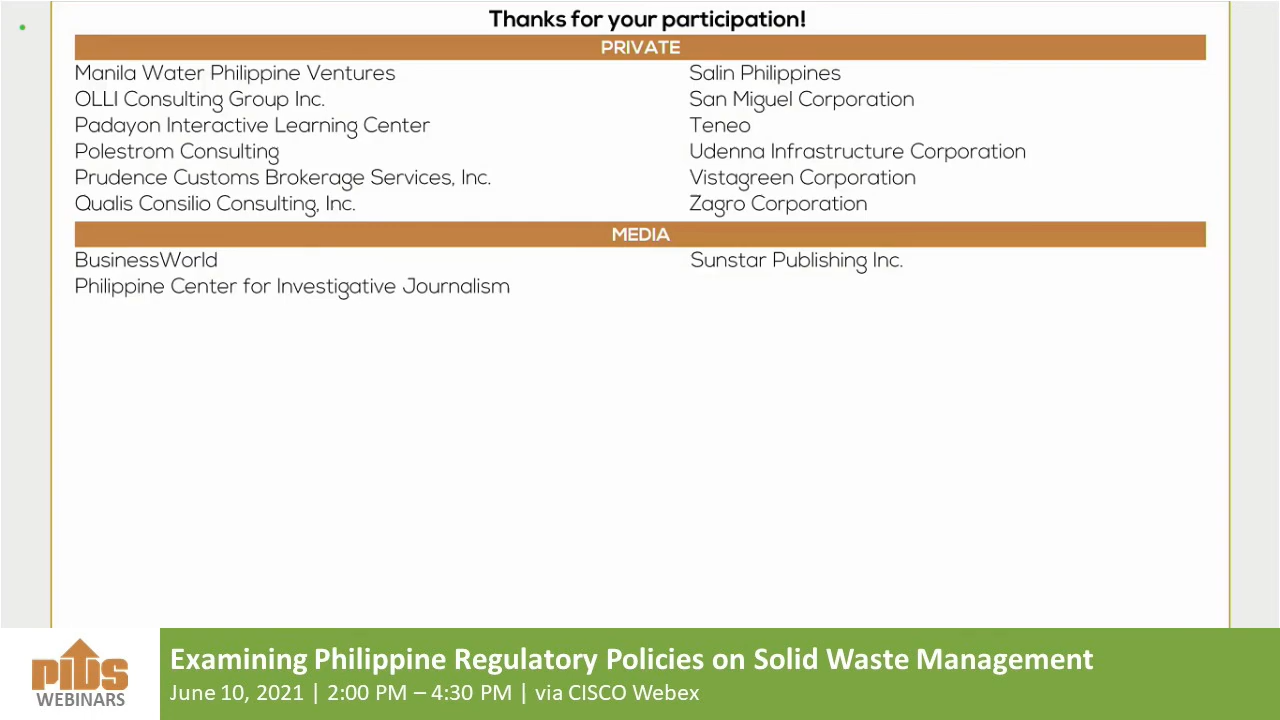 Thanks for your participation!
PRIVATE
Manila Water Philippine Ventures
OLLI Consulting Group Inc.
Padayon Interactive Learning Center
Polestrom Consulting
Prudence Customs Brokerage Services, Inc.
Qualis Consilio Consulting, Inc.
Salin Philippines
San Miguel Corporation
Teneo
Udenna Infrastructure Corporation
Vistagreen Corporation
Zagro Corporation
MEDIA
BusinessWorld
Philippine Center for Investigative Journalism
Sunstar Publishing Inc.
PIDS
WEBINARS
Examining Philippine Regulatory Policies on Solid Waste Management
June 10, 2021 | 2:00 PM – 4:30 PM | via CISCO Webex